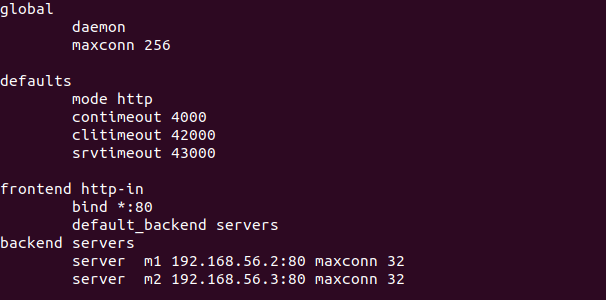 global
        daemon
        maxconn 256

defaults
        mode http
        contimeout 4000
        clitimeout 42000
        srvtimeout 43000

frontend http-in
        bind *:80
        default_backend servers
backend servers
        server  m1 192.168.56.2:80 maxconn 32
        server  m2 192.168.56.3:80 maxconn 32